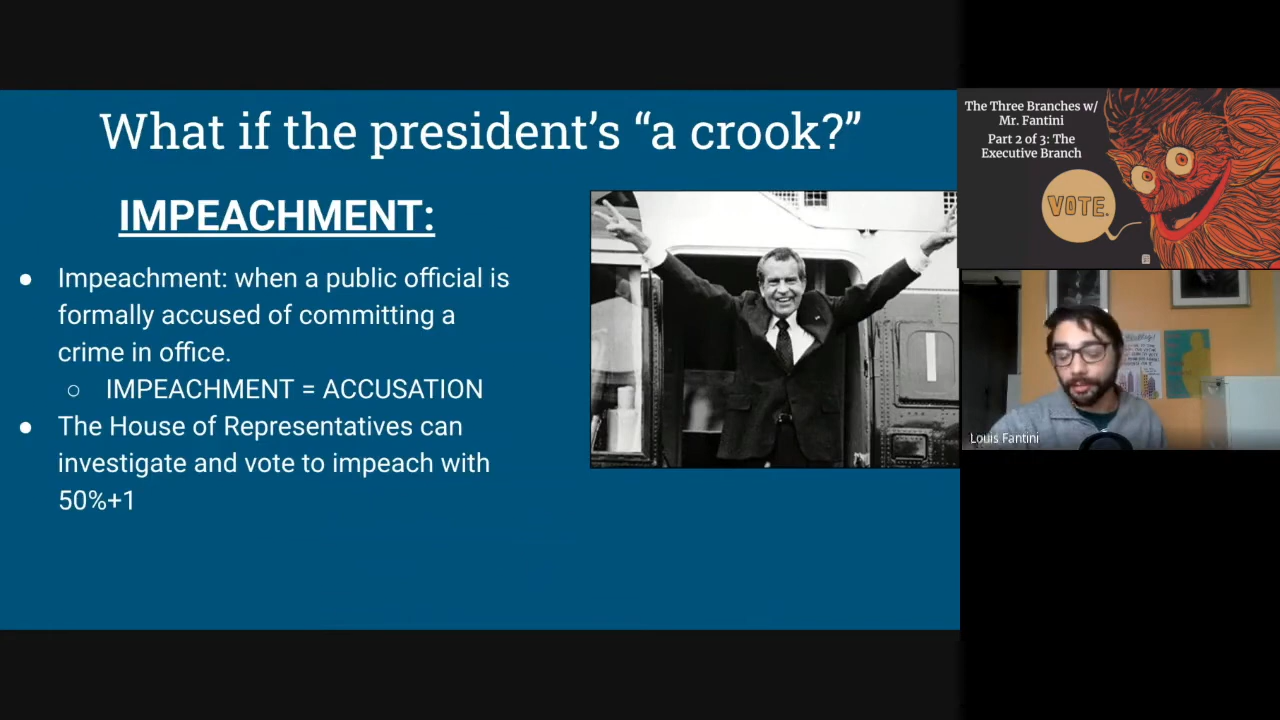 What if the president’s “a crook?”
IMPEACHMENT:
● Impeachment: when a public official is
formally accused of committing a
crime in office.
○ IMPEACHMENT = ACCUSATION
● The House of Representatives can
investigate and vote to impeach with
50%+1
The Three Branches w/
Mr. Fantini
Part 2 of 3: The
Executive Branch
VOTE.
Louis Fantini